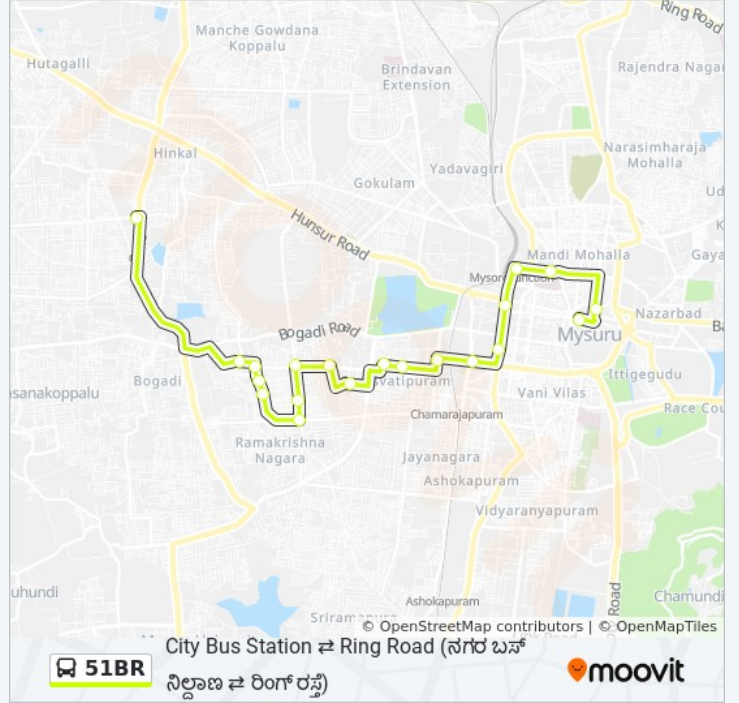 Ring Road
Manche Gowdana
Koppalu
Hutagalli
Brindavan
Extension
Rajendra Nagar
Hinkal
Narasimharaja
Mohalla
Yadavagiri
Gokulam
Hunsur Road
Mandi Mohalla
Mysore Junction
Nazarbad
Bogadi Road
Mysuru
Bogadi
Ittigegudu
Vani Vilas
Race Cou
Chamarajapuram
Ramakrishna
Nagara
Jayanagara
Ashokapuram
Vidyaranyapuram
Chamundi
Ashokapuram
Road
© OpenStreetMap contributors | © OpenMapTiles
City Bus Station ⇄ Ring Road (ನಗರ ಬಸ್
51BR
ನಿಲ್ದಾಣ ⇄ ರಿಂಗ್ ರಸ್ತೆ)
moovit